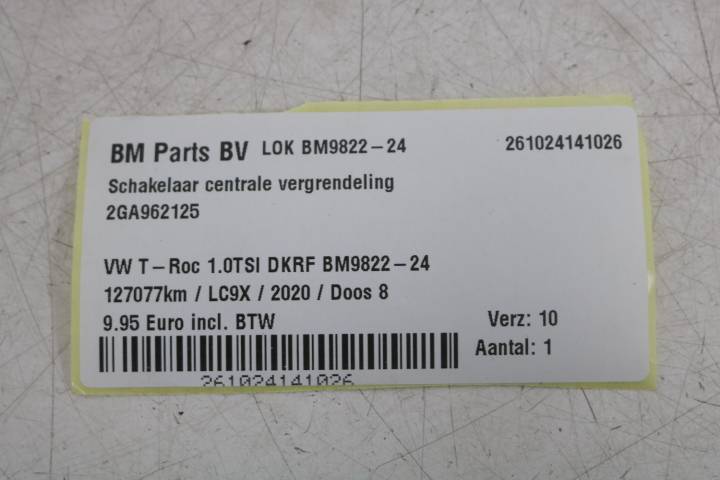 BM Parts BV LOK BM9822-24 261024141026
Schakelaar centrale vergrendeling
2GA962125
VW T-Roc 1.0TSI DKRF BM9822-24
127077km / LC9X / 2020 / Doos 8
9.95 Euro incl. BTW Verz: 10
Aantal: 1
261024141026